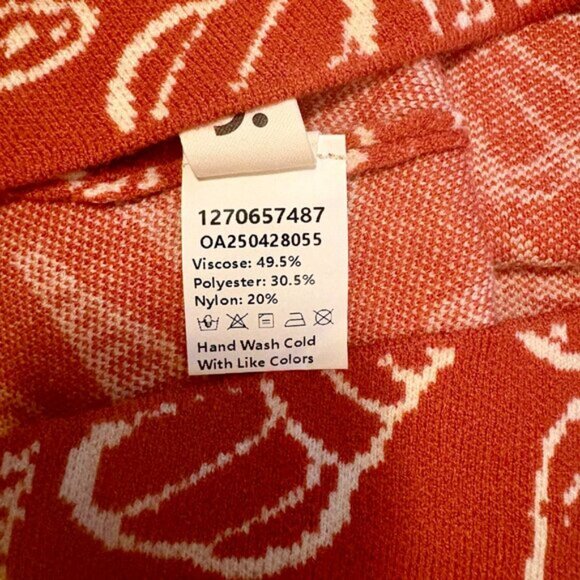 1270657487
OA250428055
Viscose: 49.5%
Polyester: 30.5%
Nylon: 20%
Hand Wash Cold
With Like Colors